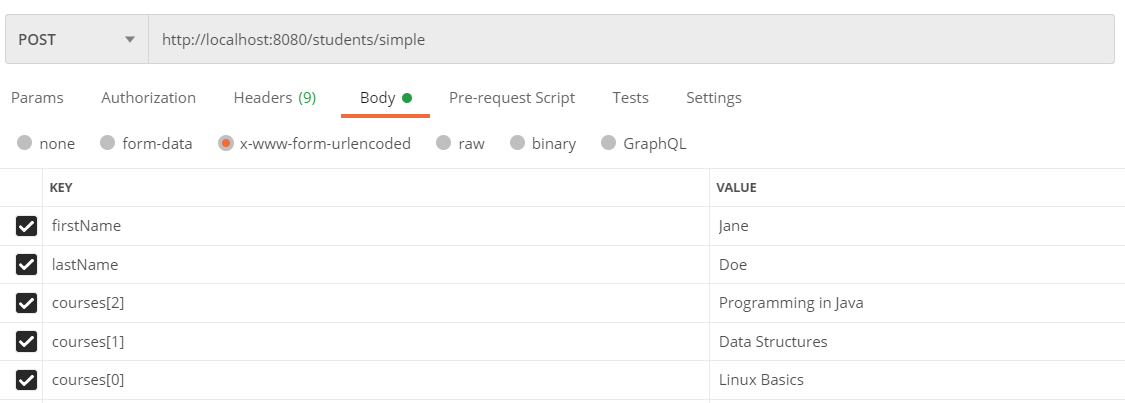 POST http://localhost:8080/students/simple
Params Authorization Headers (9) Body Pre-request Script Tests Settings
none form-data x-www-form-urlencoded raw binary GraphQL
KEY VALUE
firstName Jane
lastName Doe
courses[2] Programming in Java
courses[1] Data Structures
courses[0] Linux Basics